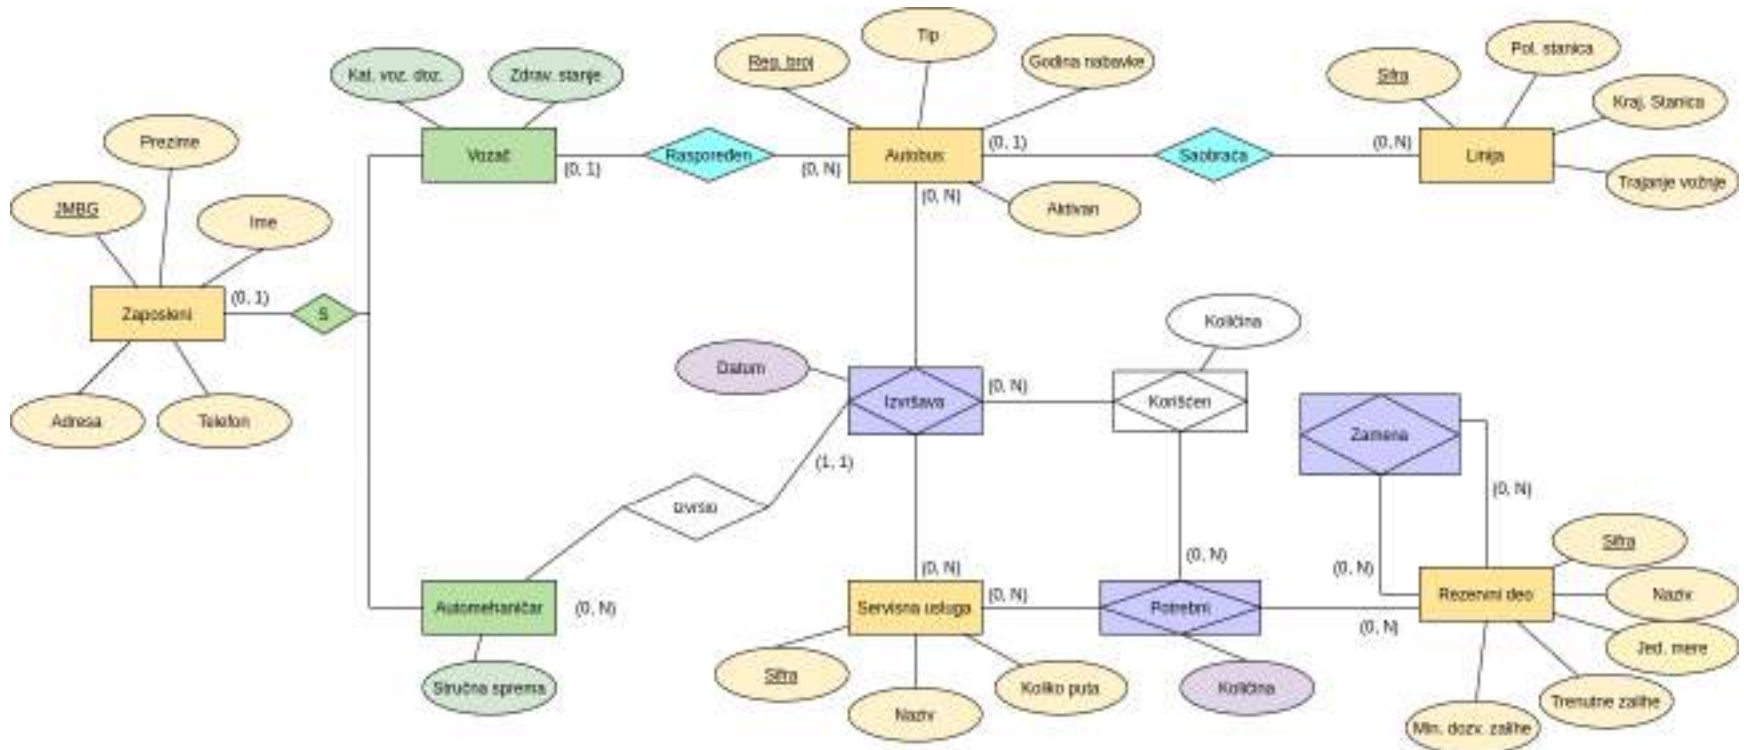 Tip
Pol. stanica
Kat. voz. doz.
Zdrav. stanje
Reg. broj
Godina nabavke
Sifra
Kraj. Stanica
Prezime
Vozač
(0, 1)
Raspoređen
(0, N)
Autobus
(0, 1)
Saobraća
(0, N)
Linija
Trajanje vožnje
JMBG
Ime
(0, N)
Aktivan
Zaposleni
(0, 1)
S
Količina
Datum
Izvršava
(0, N)
Korišćen
Zamena
Adresa
Telefon
(1, 1)
(0, N)
Izvršio
Sifra
(0, N)
(0, N)
(0, N)
Automehaničar
(0, N)
Servisna usluga
(0, N)
Potrebni
(0, N)
Rezervni deo
Naziv
Jed. mere
Stručna sprema
Sifra
Naziv
Koliko puta
Količina
Trenutne zalihe
Min. dozv. zalihe